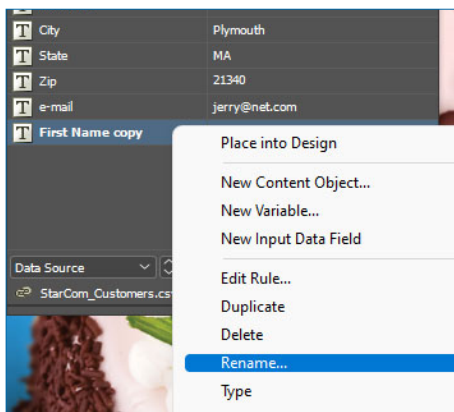 City Plymouth
State MA
Zip 21340
e-mail jerry@net.com
First Name copy
Place into Design
New Content Object...
New Variable...
New Input Data Field
Data Source
Edit Rule...
StarCom_Customers.cs
Duplicate
Delete
Rename...
Type